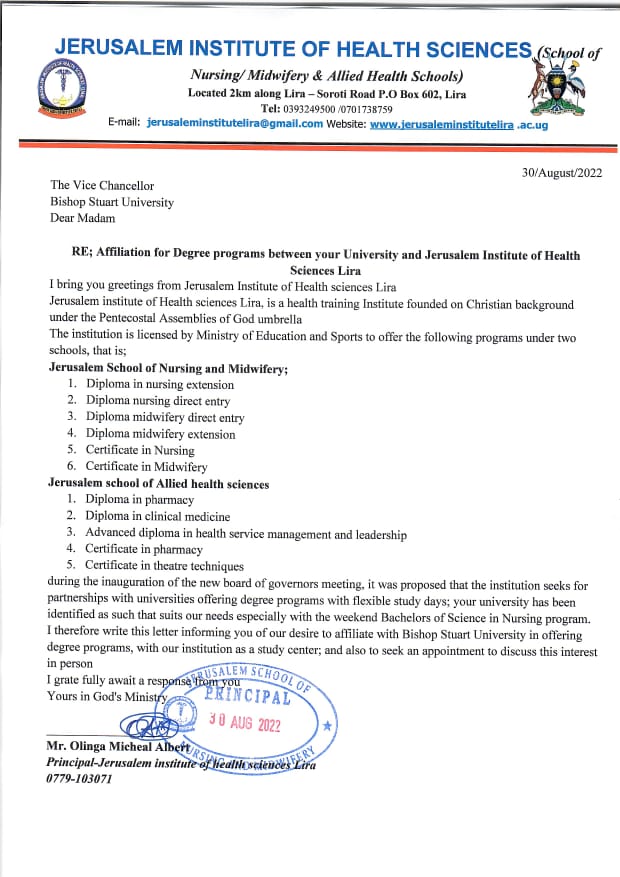 JERUSALEM INSTITUTE OF HEALTH SCIENCES (School of
Nursing/ Midwifery & Allied Health Schools)
Located 2km along Lira – Soroti Road P.O Box 602, Lira
Tel: 0393249500 /0701738759
E-mail: jerusaleminstitutelira@gmail.com Website: www.jerusaleminstitutelira .ac.ug
30/August/2022
The Vice Chancellor
Bishop Stuart University
Dear Madam
RE; Affiliation for Degree programs between your University and Jerusalem Institute of Health
Sciences Lira
I bring you greetings from Jerusalem Institute of Health sciences Lira
Jerusalem institute of Health sciences Lira, is a health training Institute founded on Christian background
under the Pentecostal Assemblies of God umbrella
The institution is licensed by Ministry of Education and Sports to offer the following programs under two
schools, that is;
Jerusalem School of Nursing and Midwifery;
1. Diploma in nursing extension
2. Diploma nursing direct entry
3. Diploma midwifery direct entry
4. Diploma midwifery extension
5. Certificate in Nursing
6. Certificate in Midwifery
Jerusalem school of Allied health sciences
1. Diploma in pharmacy
2. Diploma in clinical medicine
3. Advanced diploma in health service management and leadership
4. Certificate in pharmacy
5. Certificate in theatre techniques
during the inauguration of the new board of governors meeting, it was proposed that the institution seeks for
partnerships with universities offering degree programs with flexible study days; your university has been
identified as such that suits our needs especially with the weekend Bachelors of Science in Nursing program.
I therefore write this letter informing you of our desire to affiliate with Bishop Stuart University in offering
degree programs, with our institution as a study center; and also to seek an appointment to discuss this interest
in person
I grate fully await a response from you
Yours in God's Ministry
JERUSALEM SCHOOL OF
PRINCIPAL
30 AUG 2022
NURSING AND MIDWIFERY
Mr. Olinga Micheal Albert
Principal-Jerusalem institute of health sciences Lira
0779-103071